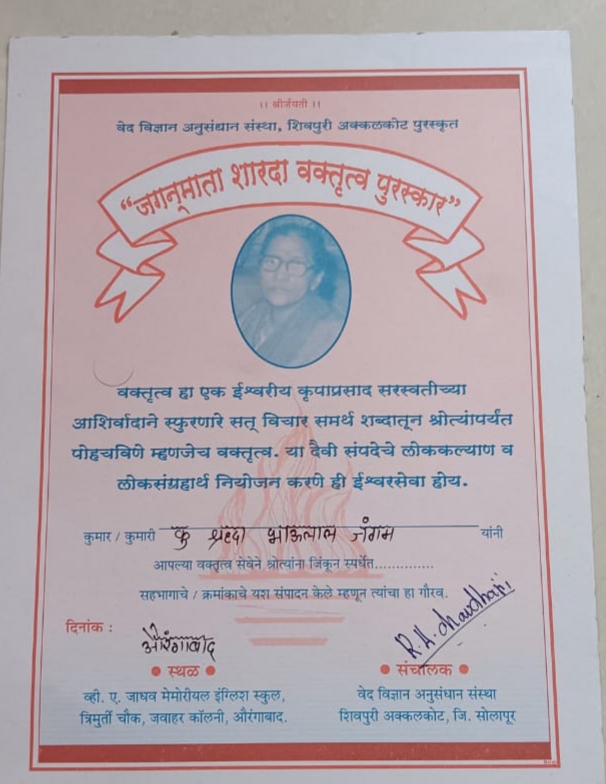 ।। श्रीर्जयती ।।
वेद विज्ञान अनुसंधान संस्था, शिवपुरी अक्कलकोट पुरस्कृत
“जगन्माता शारदा वक्तृत्व पुरस्कार”
वक्तृत्व हा एक ईश्वरीय कृपाप्रसाद सरस्वतीच्या
आशिर्वादाने स्फुरणारे सत् विचार समर्थ शब्दातून श्रोत्यांपर्यंत
पोहचविणे म्हणजेच वक्तृत्व. या दैवी संपदेचे लोककल्याण व
लोकसंग्रहार्थ नियोजन करणे ही ईश्वरसेवा होय.
कुमार / कुमारी कु श्रद्दा भाऊलाल जंगम यांनी
आपल्या वक्तृत्व सेवेने श्रोत्यांना जिंकून स्पर्धेत..............
सहभागाचे / क्रमांकाचे यश संपादन केले म्हणून त्यांचा हा गौरव.
दिनांक :
औरंगाबाद
R.H. Chaudhari
● स्थळ ●
● संचालक ●
व्ही. ए. जाधव मेमोरीयल इंग्लिश स्कुल,
वेद विज्ञान अनुसंधान संस्था
त्रिमुर्ती चौक, जवाहर कॉलनी, औरंगाबाद.
शिवपुरी अक्कलकोट, जि. सोलापूर